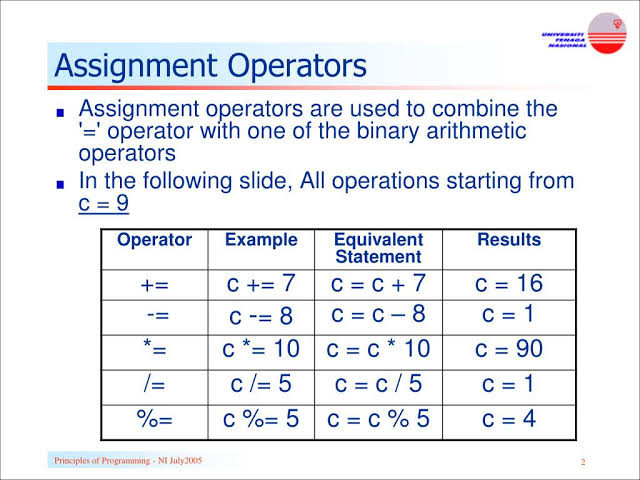 UNIVERSITI
TENAGA
NASIONAL
Assignment Operators
Assignment operators are used to combine the
'=' operator with one of the binary arithmetic
operators
In the following slide, All operations starting from
c = 9
Operator Example Equivalent Statement Results
+= c += 7 c = c + 7 c = 16
-= c -= 8 c = c – 8 c = 1
*= c *= 10 c = c * 10 c = 90
/= c /= 5 c = c / 5 c = 1
%= c %= 5 c = c % 5 c = 4
Principles of Programming - NI July2005 2